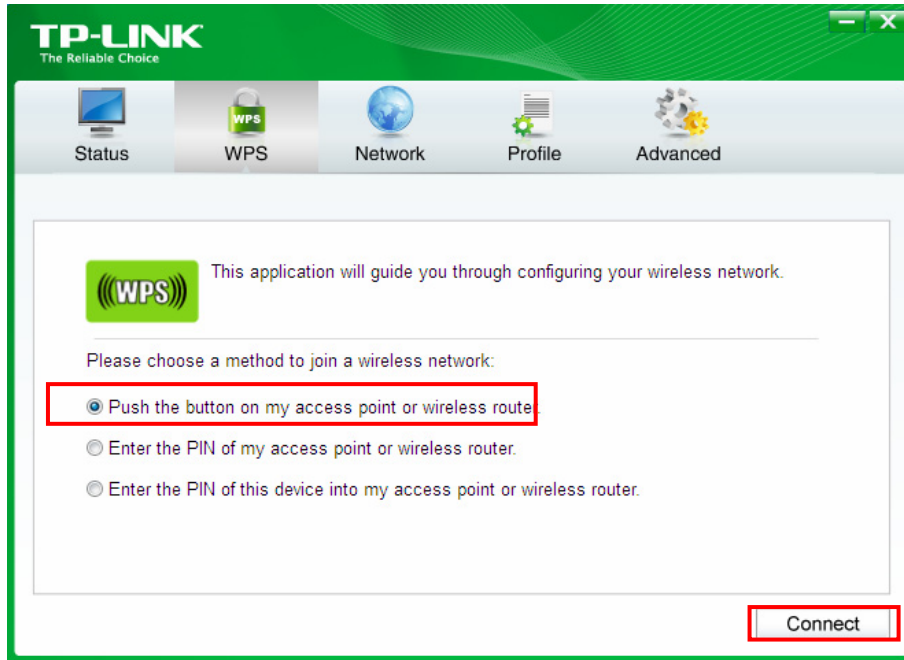 TP-LINK
The Reliable Choice
Status WPS Network Profile Advanced
WPS
(((WPS)))
This application will guide you through configuring your wireless network.
Please choose a method to join a wireless network:
Push the button on my access point or wireless router.
Enter the PIN of my access point or wireless router.
Enter the PIN of this device into my access point or wireless router.
Connect